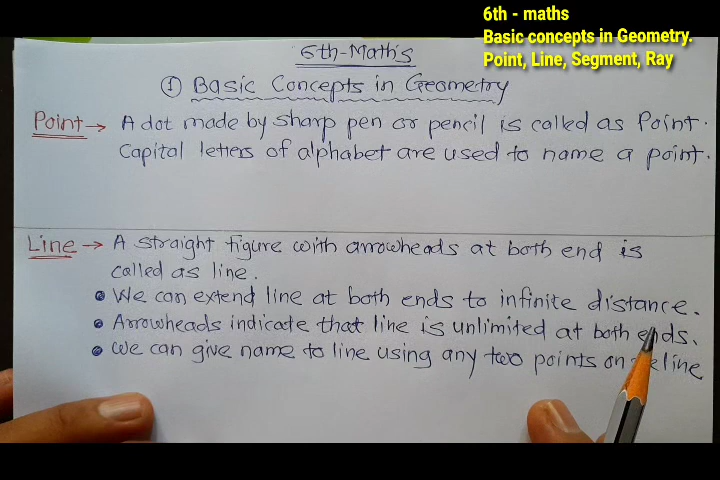 6th - maths
Basic concepts in Geometry.
Point, Line, Segment, Ray
6th-Math's
① Basic Concepts in Geometry
Point → A dot made by sharp pen or pencil is called as Point.
Capital letters of alphabet are used to name a point.
Line → A straight figure with arrowheads at both end is
called as line.
• We can extend line at both ends to infinite distance.
• Arrowheads indicate that line is unlimited at both ends.
• We can give name to line using any two points on line